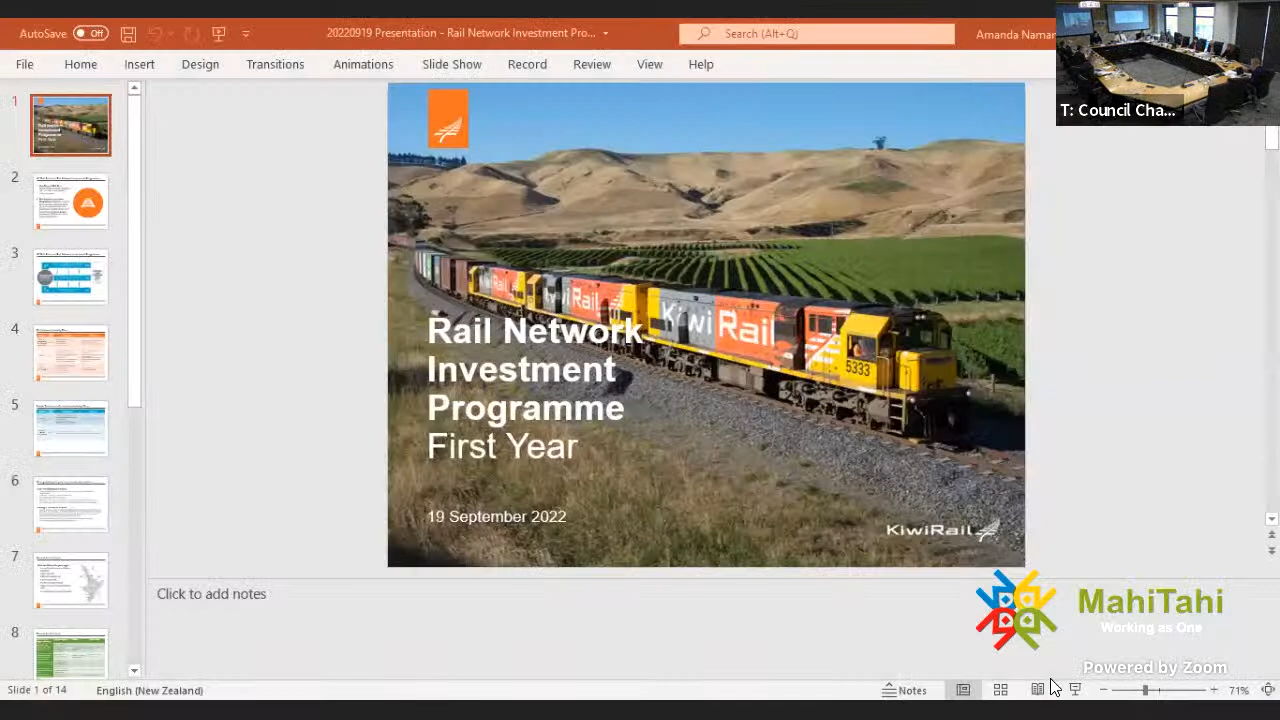 AutoSave Off
20220919 Presentation - Rail Network Investment Pro...
Search (Alt+Q)
Amanda Naman
File Home Insert Design Transitions Animations Slide Show Record Review View Help
T: Council Cha...
1
2
3
4
5
6
7
8
KiwiRail
5333
Rail Network
Investment
Programme
First Year
19 September 2022
KiwiRail
Click to add notes
MahiTahi
Working as One
Powered by Zoom
Slide 1 of 14 English (New Zealand) Notes 71%